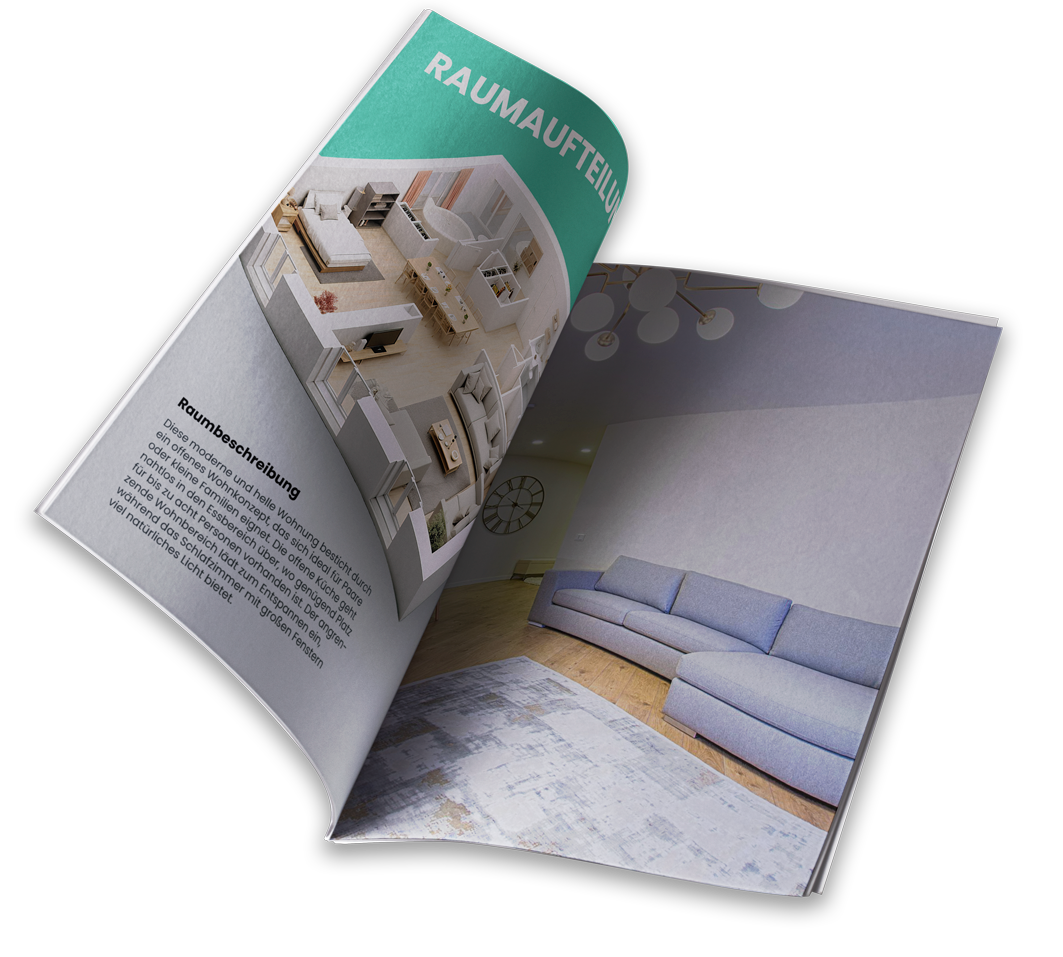 RAUMAUFTEILU
Raumbeschreibung
Diese moderne und helle Wohnung besticht durch
ein offenes Wohnkonzept, das sich ideal für Paare
oder kleine Familien eignet. Die offene Küche geht
nahtlos in den Essbereich über, wo genügend Platz
für bis zu acht Personen vorhanden ist. Der angren-
zende Wohnbereich lädt zum Entspannen ein,
während das Schlafzimmer mit großen Fenstern
viel natürliches Licht bietet.